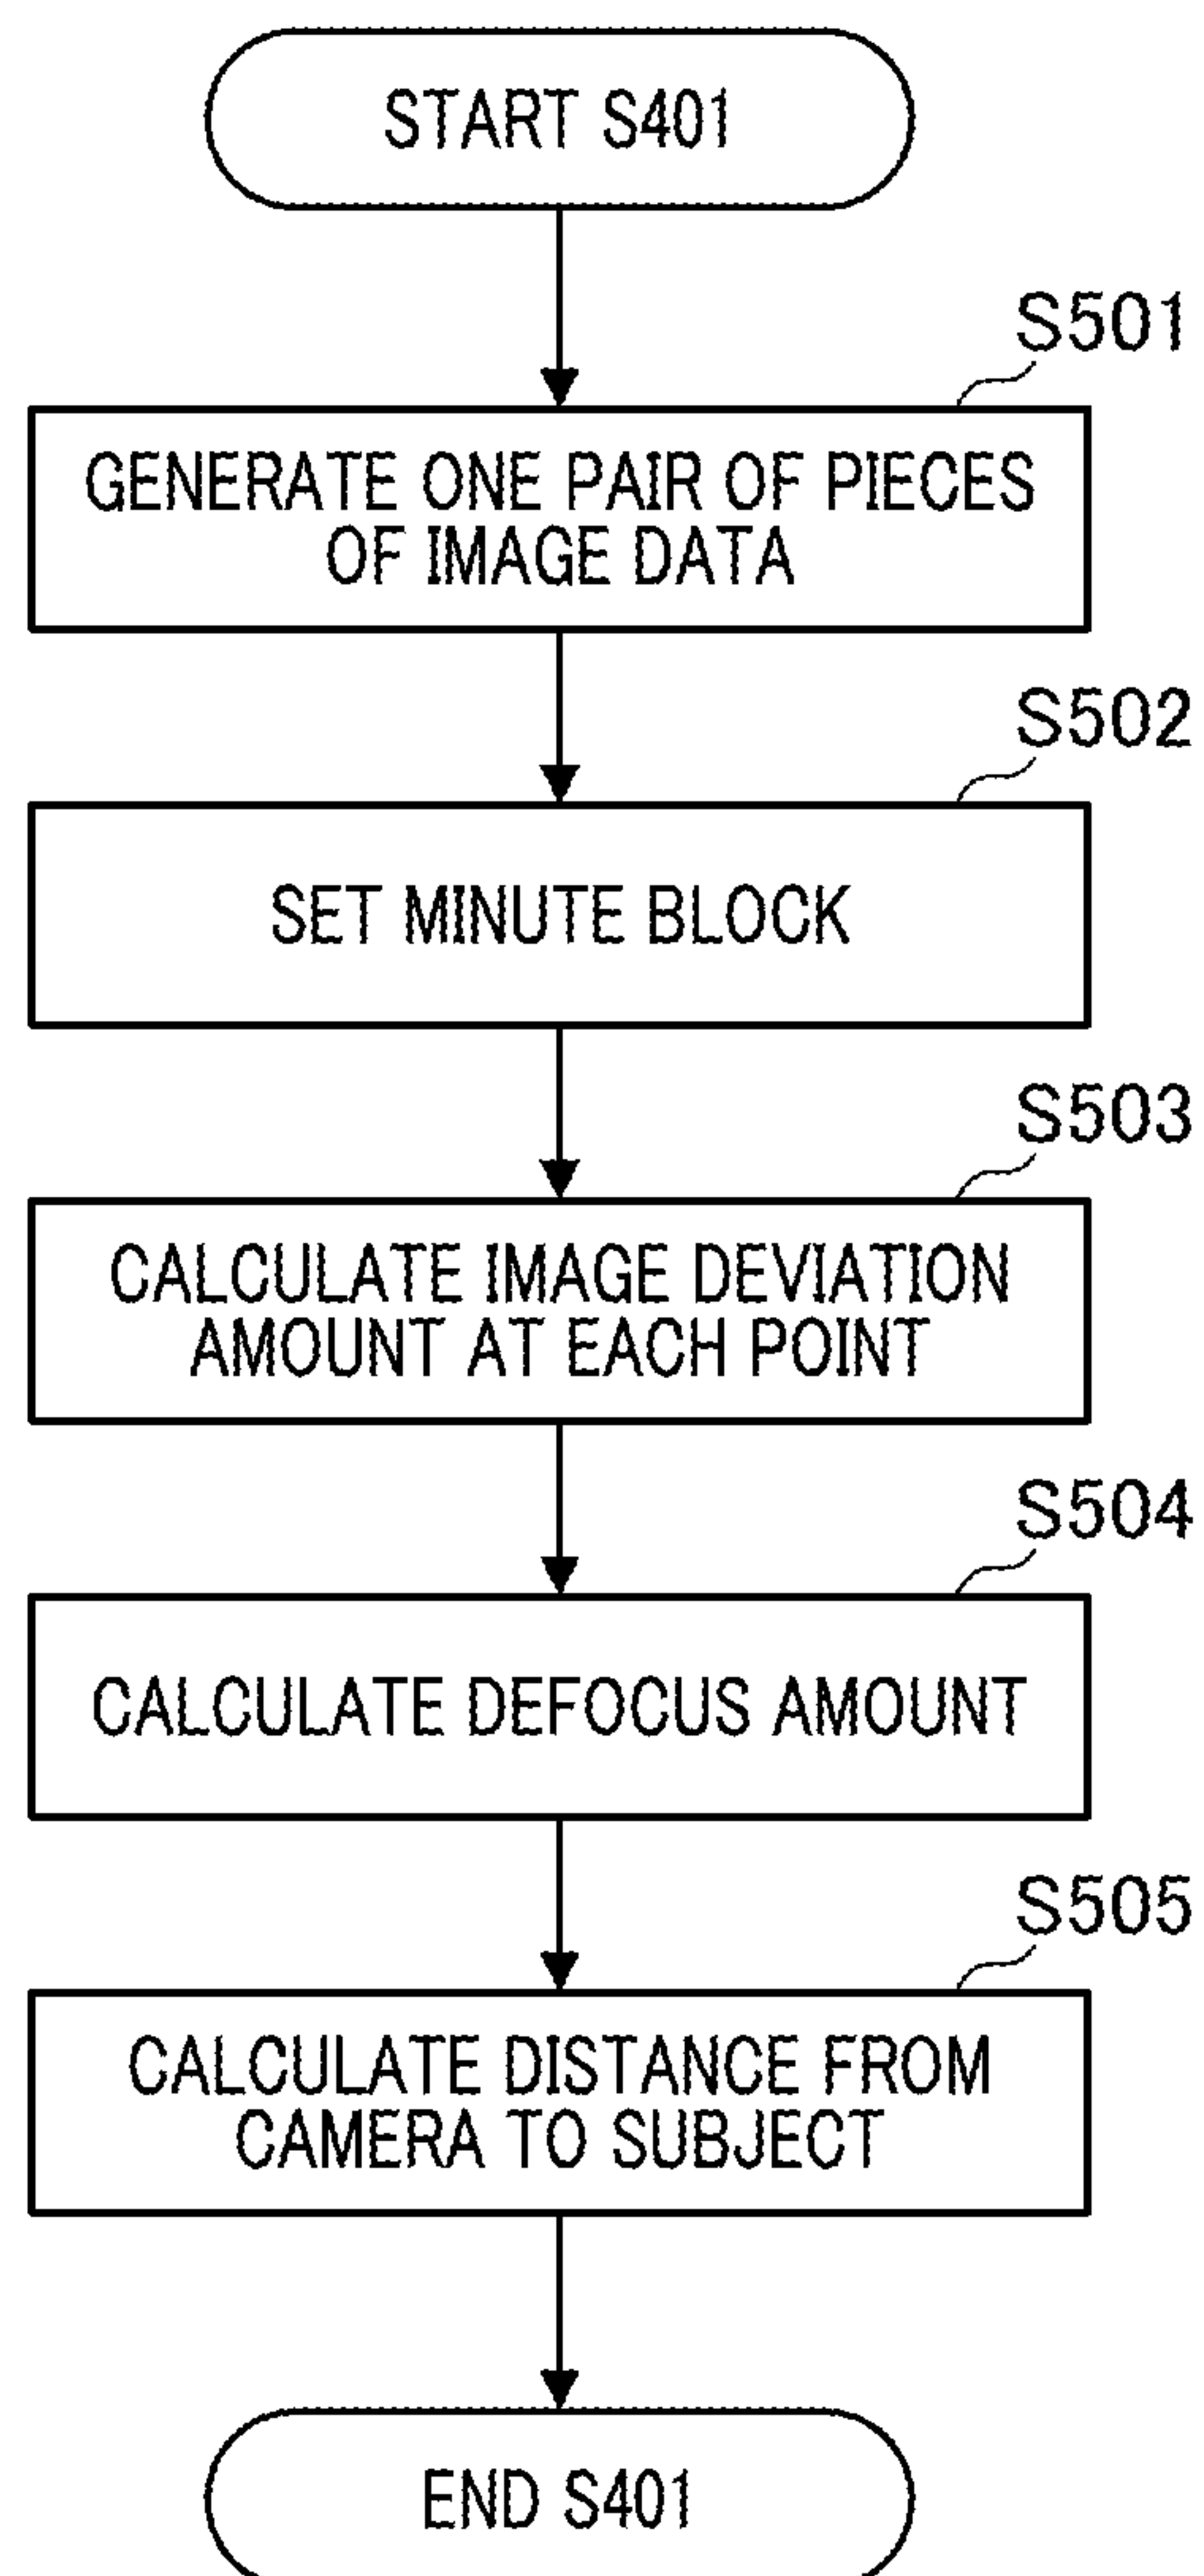 START S401
S501
GENERATE ONE PAIR OF PIECES
OF IMAGE DATA
S502
SET MINUTE BLOCK
S503
CALCULATE IMAGE DEVIATION
AMOUNT AT EACH POINT
S504
CALCULATE DEFOCUS AMOUNT
S505
CALCULATE DISTANCE FROM
CAMERA TO SUBJECT
END S401